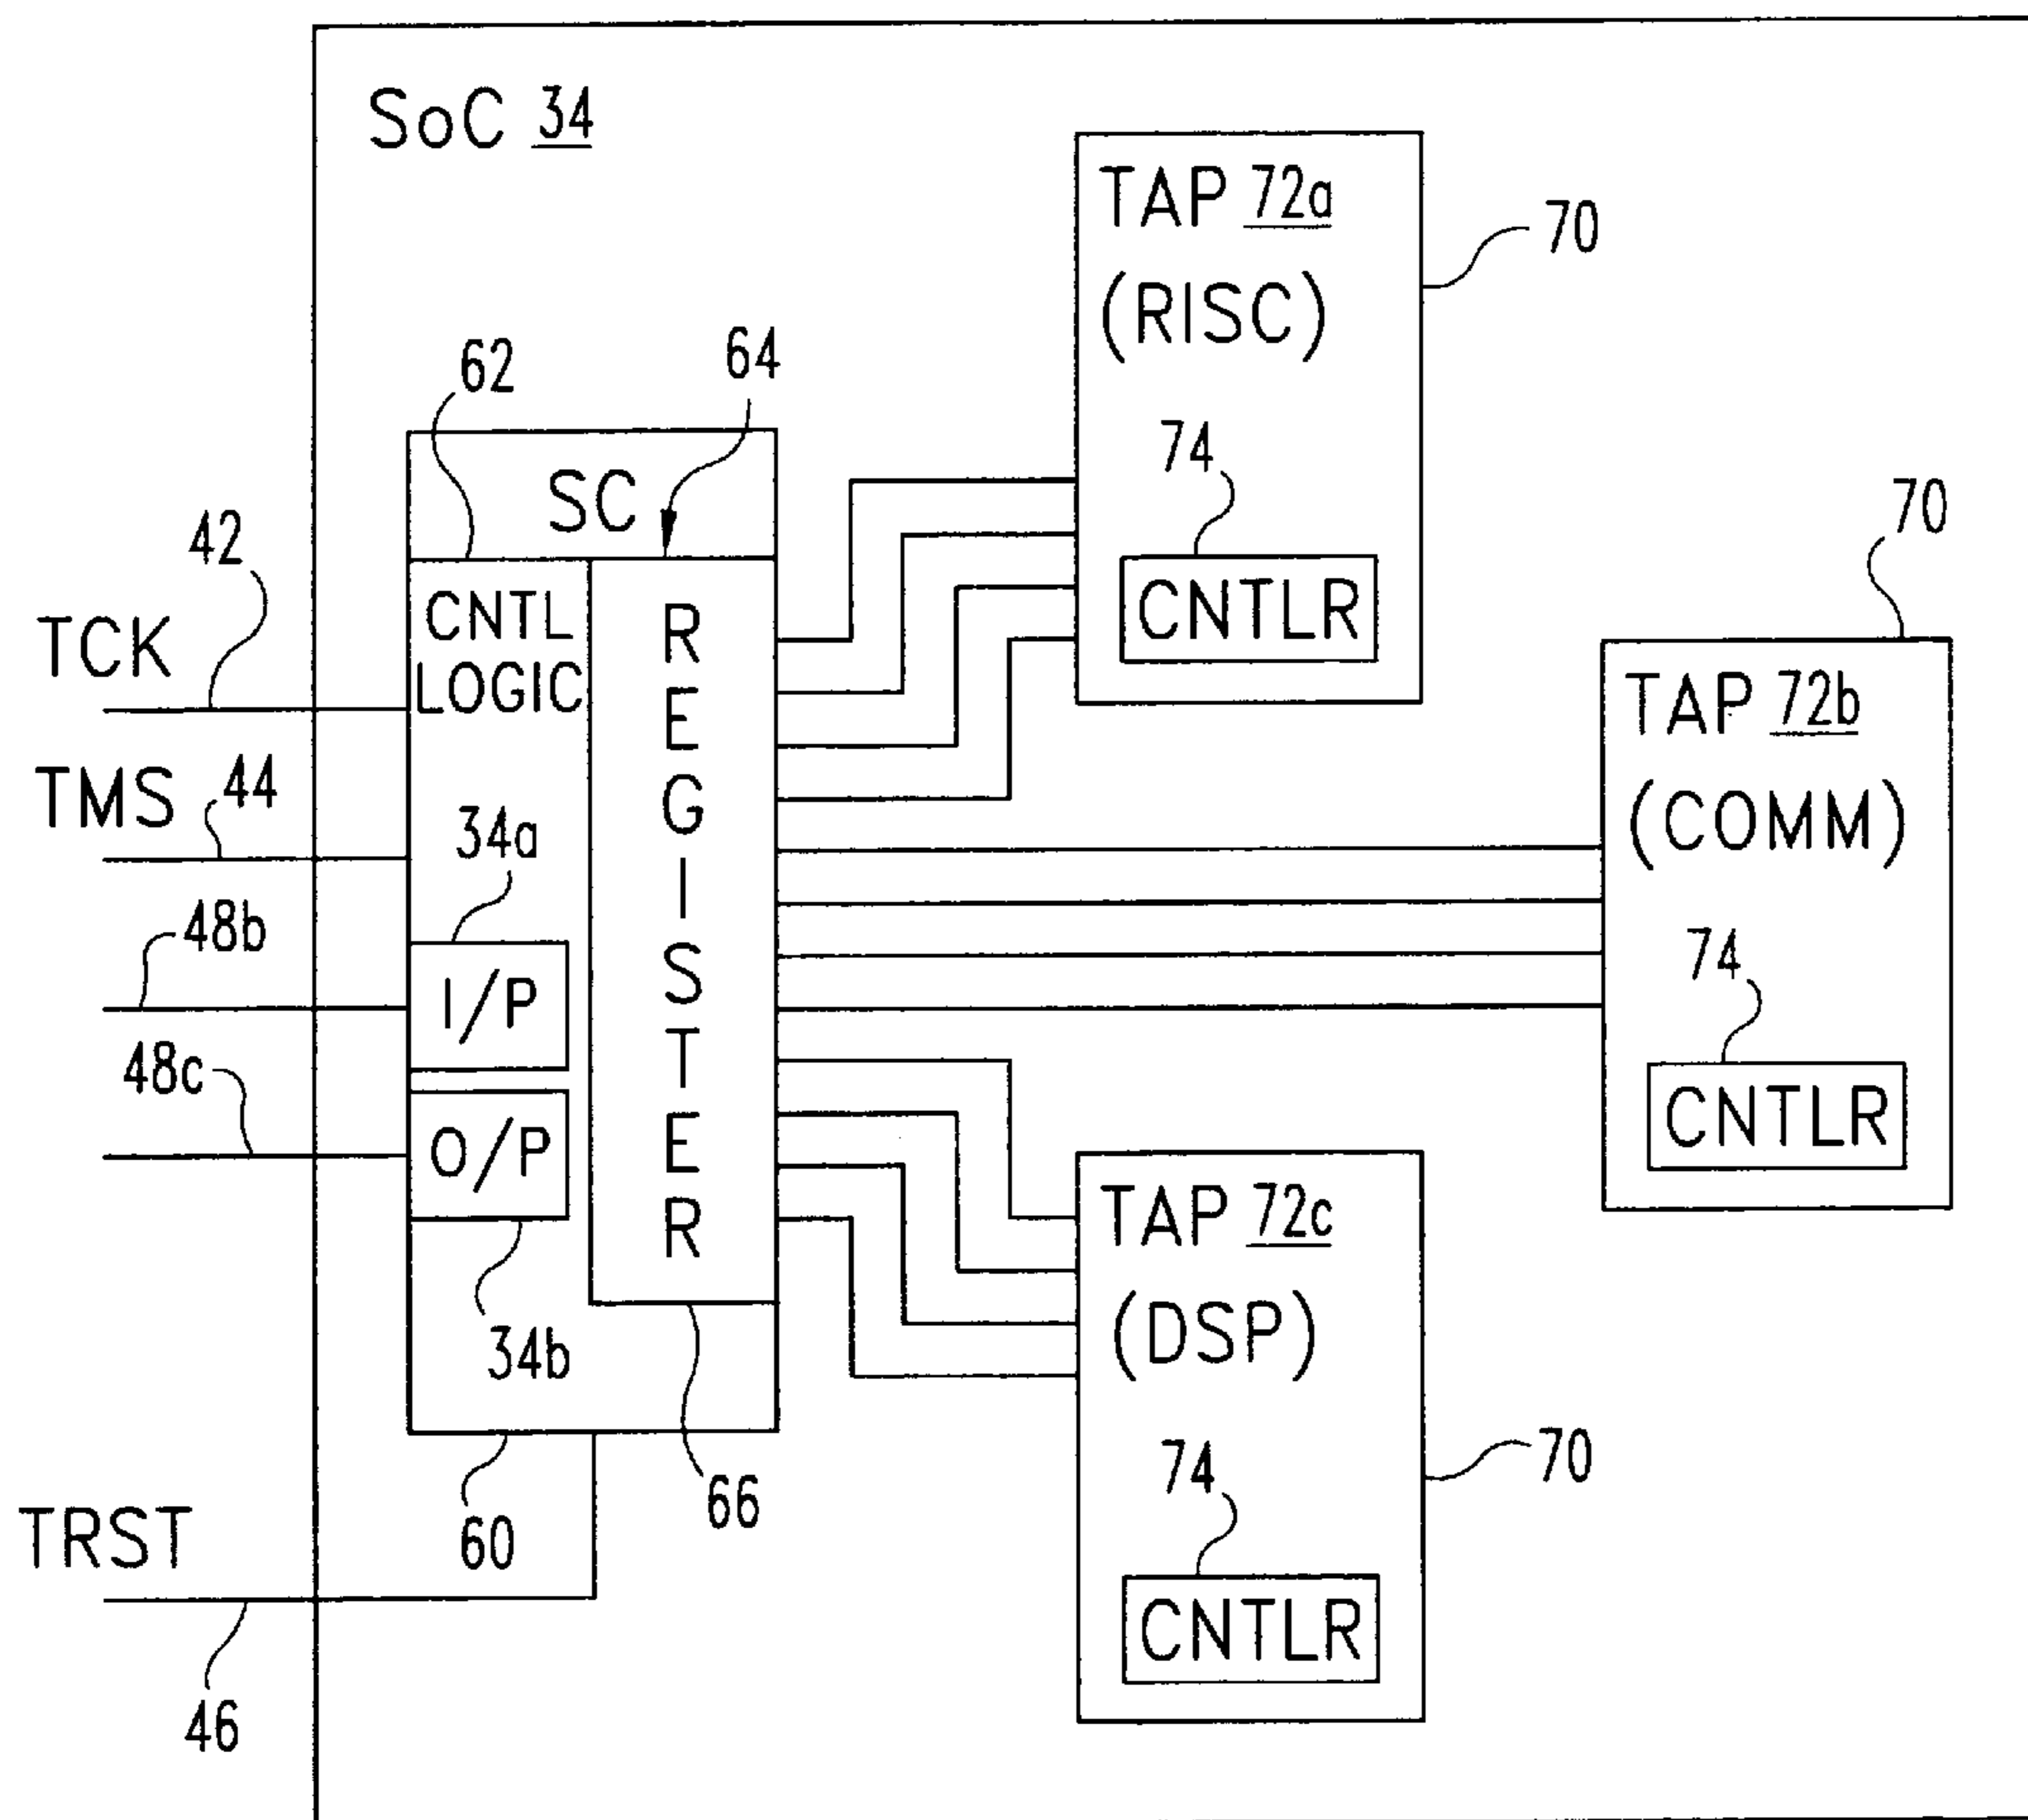 SoC 34
TAP 72a
(RISC)
70
62
64
74
SC
70
42
CNTLR
CNTL
LOGIC
REGISTER
TCK
TAP 72b
(COMM)
44
TMS
34a
48b
74
I/P
48c
CNTLR
O/P
TAP 72c
(DSP)
34b
70
74
66
60
TRST
CNTLR
46